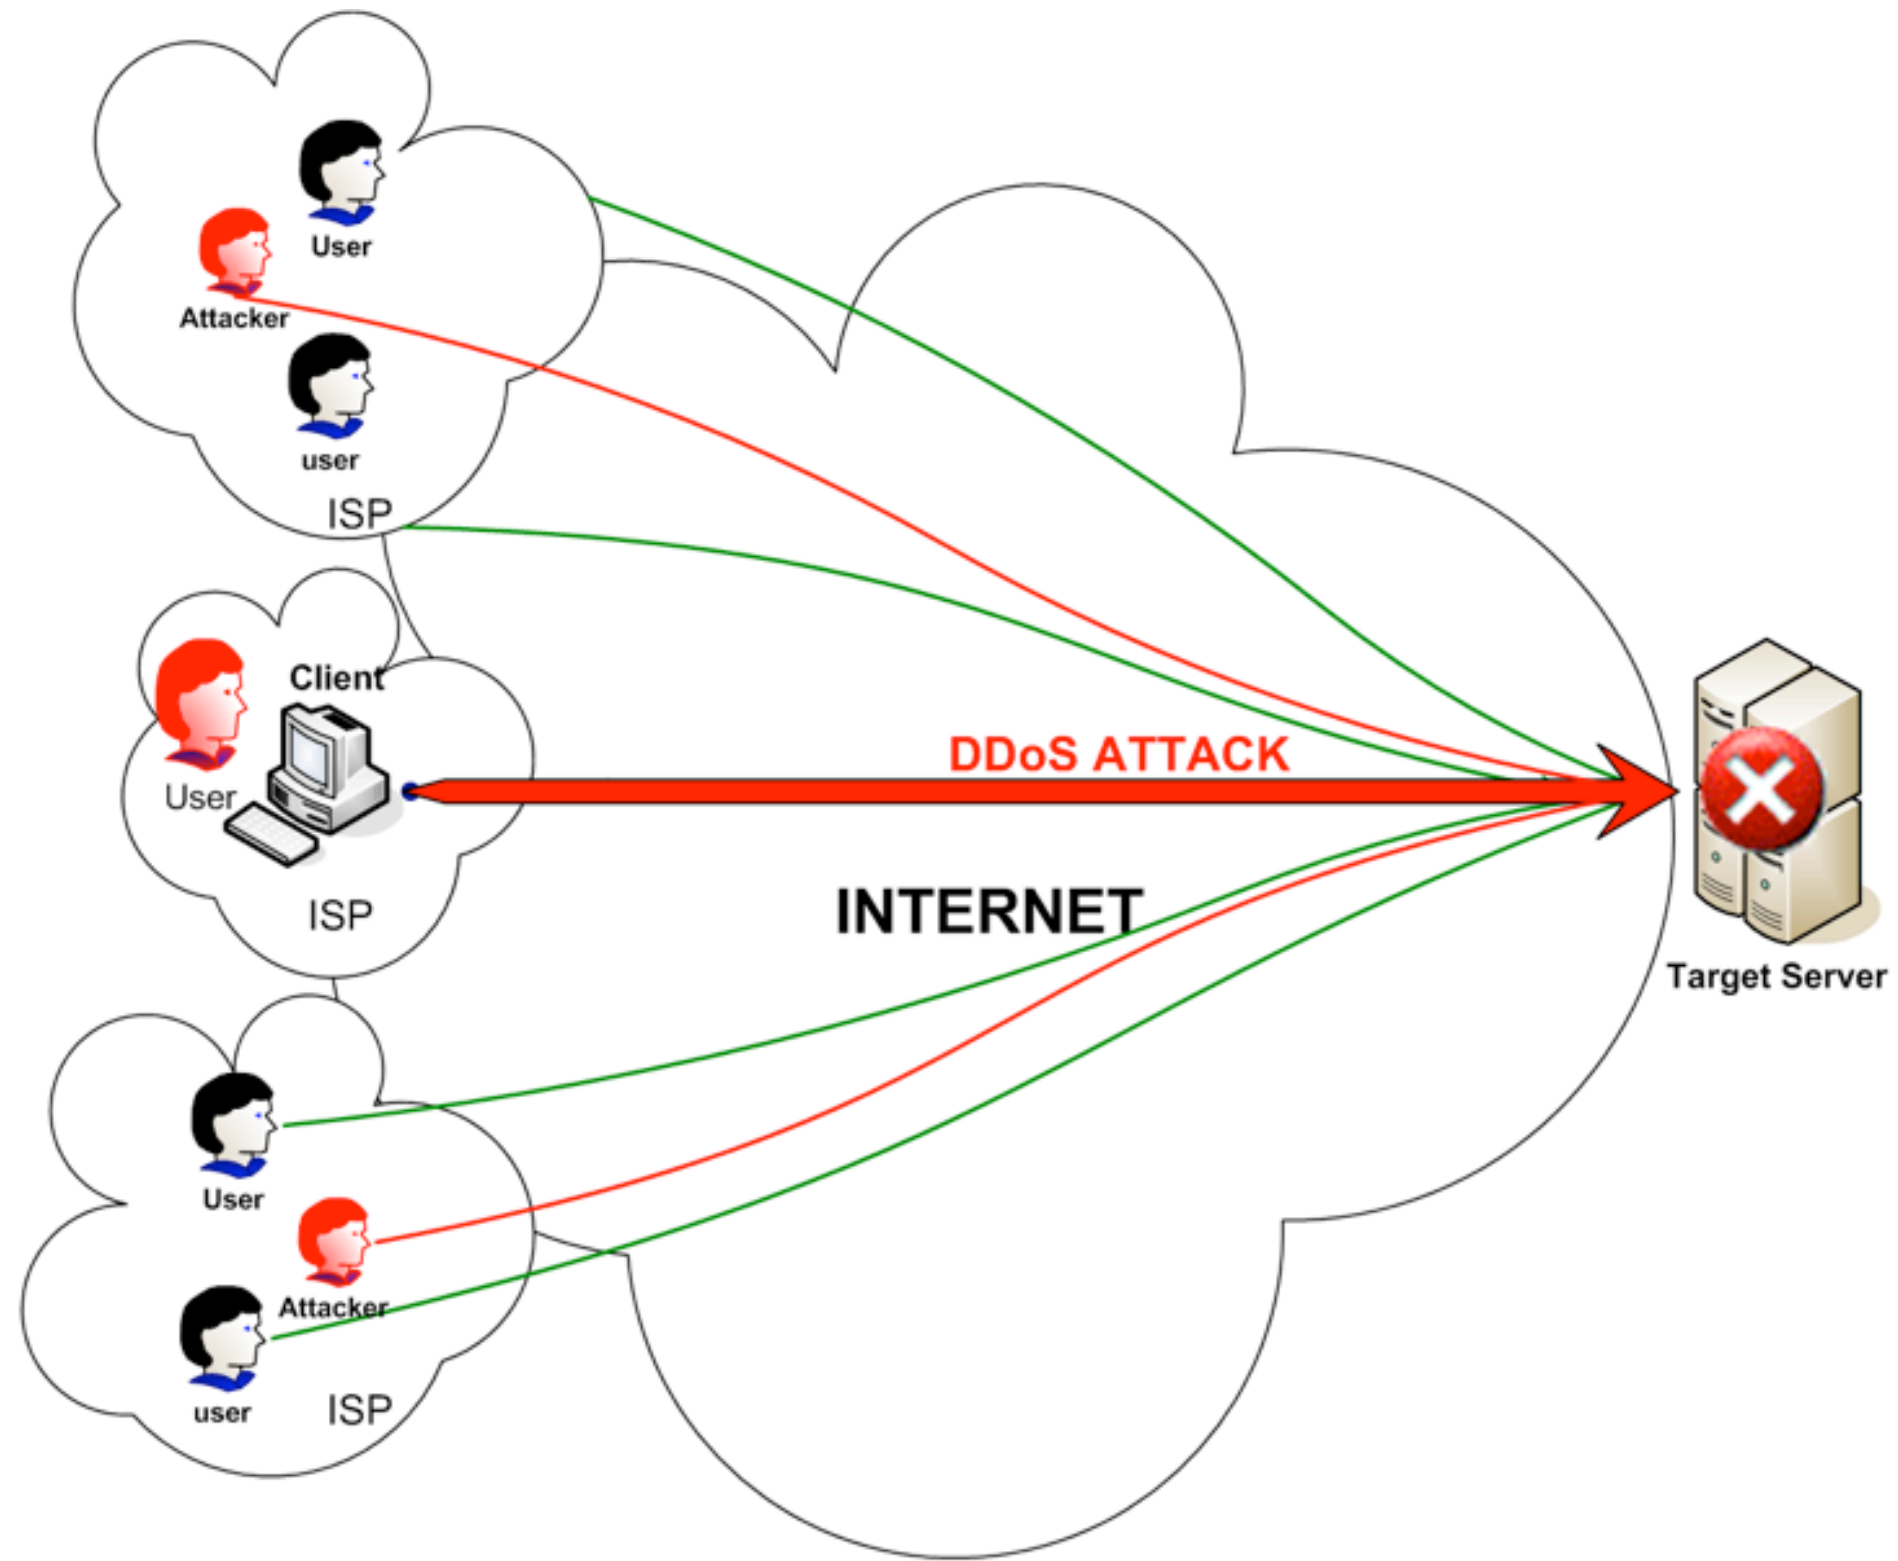 User
Attacker
user
ISP
Client
User
ISP
DDoS ATTACK
INTERNET
Target Server
User
Attacker
user
ISP